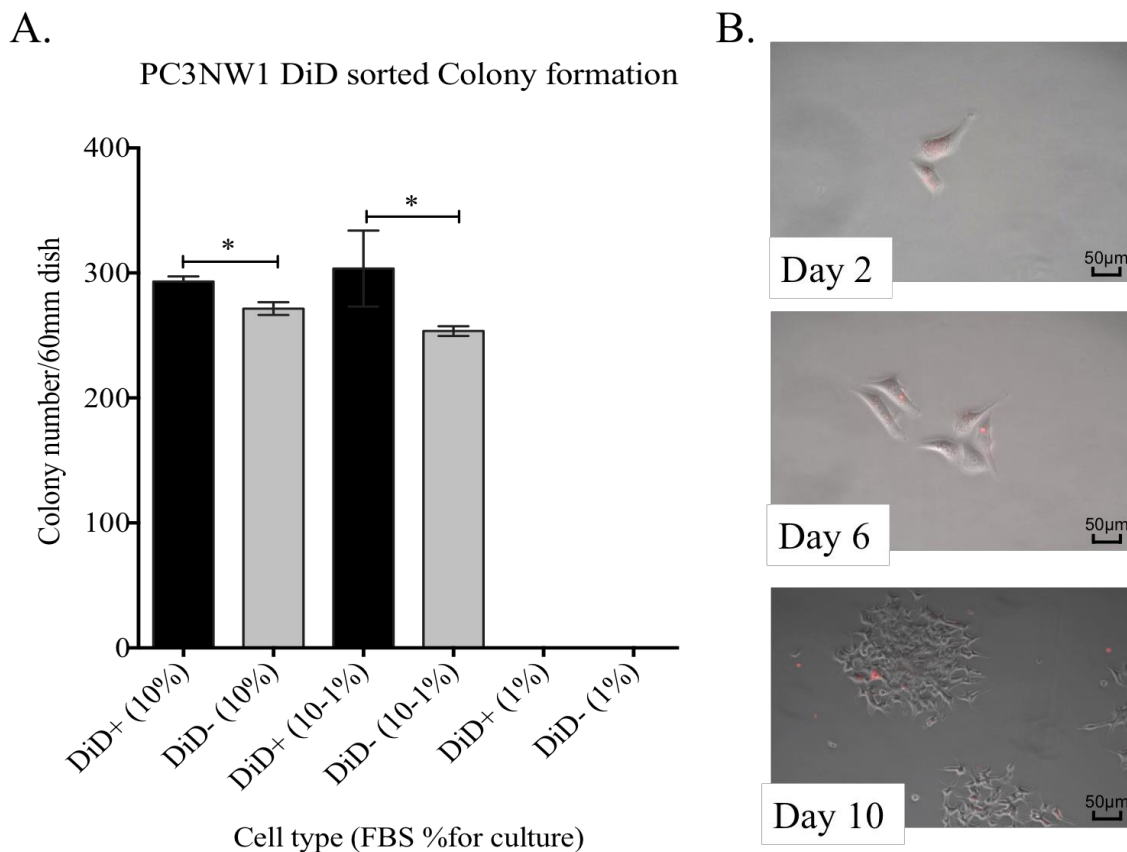 A.
PC3NW1 DiD sorted Colony formation
400
300
200
100
0
Colony number/60mm dish
*
*
DiD+ (10%)
DiD- (10%)
DiD+ (10-1%)
DiD- (10-1%)
DiD+ (1%)
DiD- (1%)
Cell type (FBS %for culture)
B.
Day 2
50µm
Day 6
50µm
Day 10
50µm